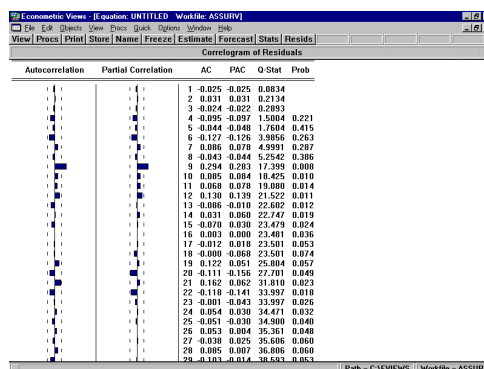 Econometric Views - [Equation: UNTITLED Workfile: ASSURV]
File Edit Objects View Procs Quick Options Window Help
View Procs Print Store Name Freeze Estimate Forecast Stats Resids
Correlogram of Residuals
Autocorrelation Partial Correlation AC PAC Q-Stat Prob
1 -0.025 -0.025 0.0834
2 0.031 0.031 0.2134
3 -0.024 -0.022 0.2893
4 -0.095 -0.097 1.5004 0.221
5 -0.044 -0.048 1.7604 0.415
6 -0.127 -0.126 3.9856 0.263
7 0.086 0.078 4.9991 0.287
8 -0.043 -0.044 5.2542 0.386
9 0.294 0.283 17.399 0.008
10 0.085 0.084 18.425 0.010
11 0.068 0.078 19.080 0.014
12 0.130 0.139 21.522 0.011
13 -0.086 -0.010 22.602 0.012
14 0.031 0.060 22.747 0.019
15 -0.070 0.030 23.479 0.024
16 0.003 0.000 23.481 0.036
17 -0.012 0.018 23.501 0.053
18 -0.000 -0.068 23.501 0.074
19 0.122 0.051 25.804 0.057
20 -0.111 -0.156 27.701 0.049
21 0.162 0.062 31.810 0.023
22 -0.118 -0.141 33.997 0.018
23 -0.001 -0.043 33.997 0.026
24 0.054 0.030 34.471 0.032
25 -0.051 -0.030 34.900 0.040
26 0.053 0.004 35.361 0.048
27 -0.038 0.025 35.606 0.060
28 0.085 0.007 36.806 0.060
29 -0.103 -0.014 38.593 0.053
Path = C:\EVIEWS Workfile = ASSUR